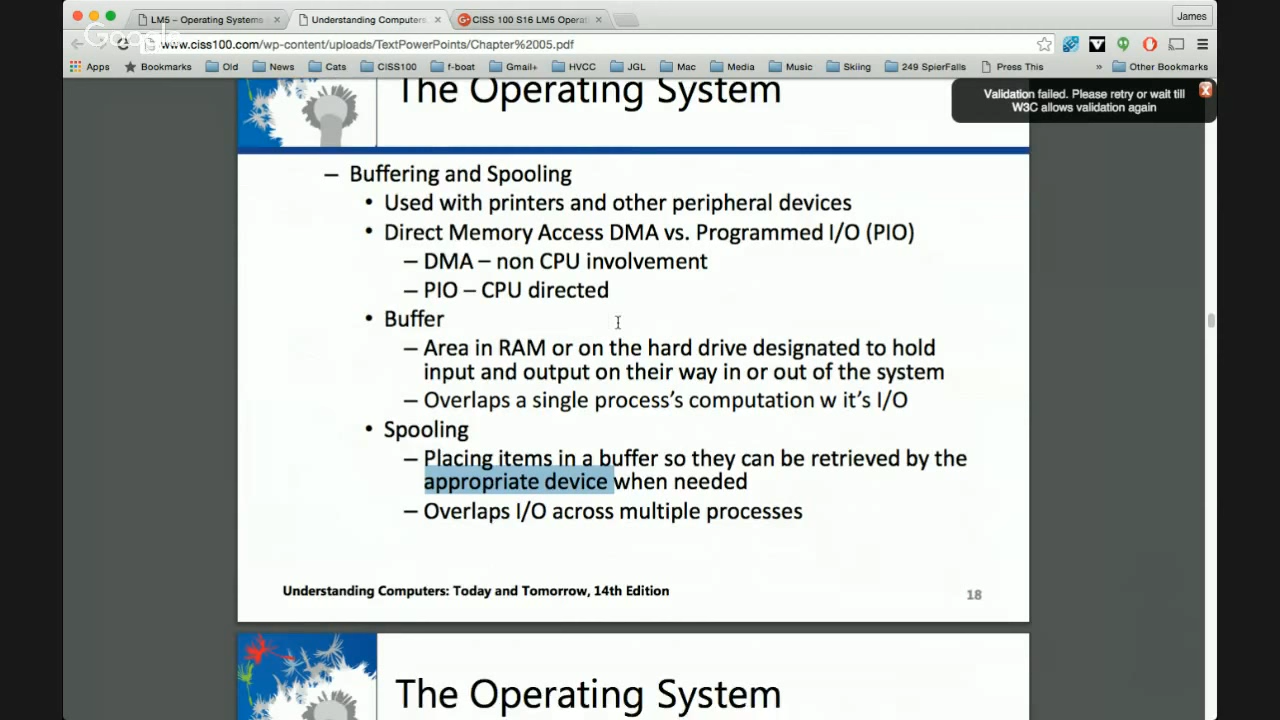 LM5 – Operating Systems
Understanding Computers
CISS 100 S16 LM5 Operat
James
Google
www.ciss100.com/wp-content/uploads/TextPowerPoints/Chapter%2005.pdf
Apps Bookmarks Old News Cats CISS100 f-boat Gmail+ HVCC JGL Mac Media Music Skiing 249 SpierFalls Press This » Other Bookmarks
Validation failed. Please retry or wait till
W3C allows validation again
X
The Operating System
– Buffering and Spooling
• Used with printers and other peripheral devices
• Direct Memory Access DMA vs. Programmed I/O (PIO)
– DMA – non CPU involvement
– PIO – CPU directed
• Buffer
– Area in RAM or on the hard drive designated to hold
input and output on their way in or out of the system
– Overlaps a single process's computation w it's I/O
• Spooling
– Placing items in a buffer so they can be retrieved by the
appropriate device when needed
– Overlaps I/O across multiple processes
Understanding Computers: Today and Tomorrow, 14th Edition
18
The Operating System